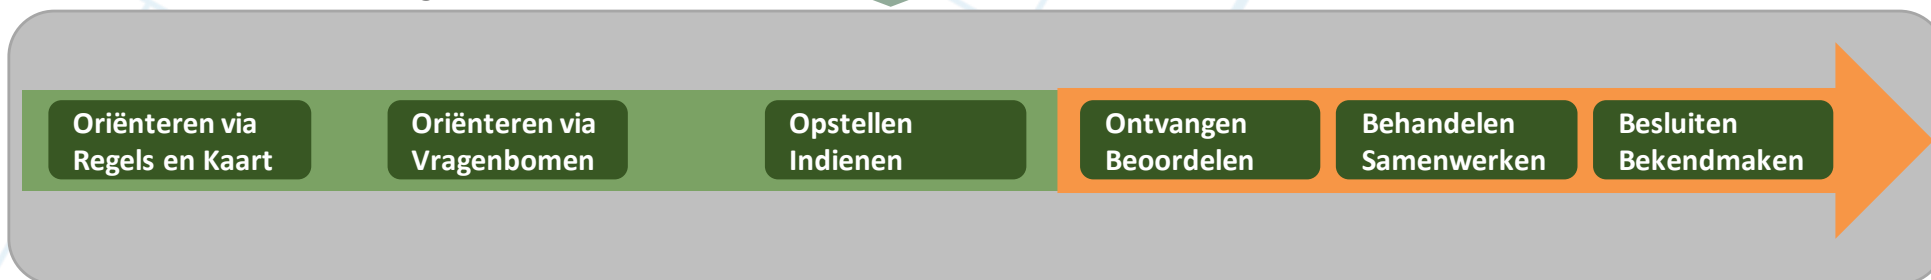 Oriënteren via
Regels en Kaart
Oriënteren via
Vragenbomen
Opstellen
Indienen
Ontvangen
Beoordelen
Behandelen
Samenwerken
Besluiten
Bekendmaken